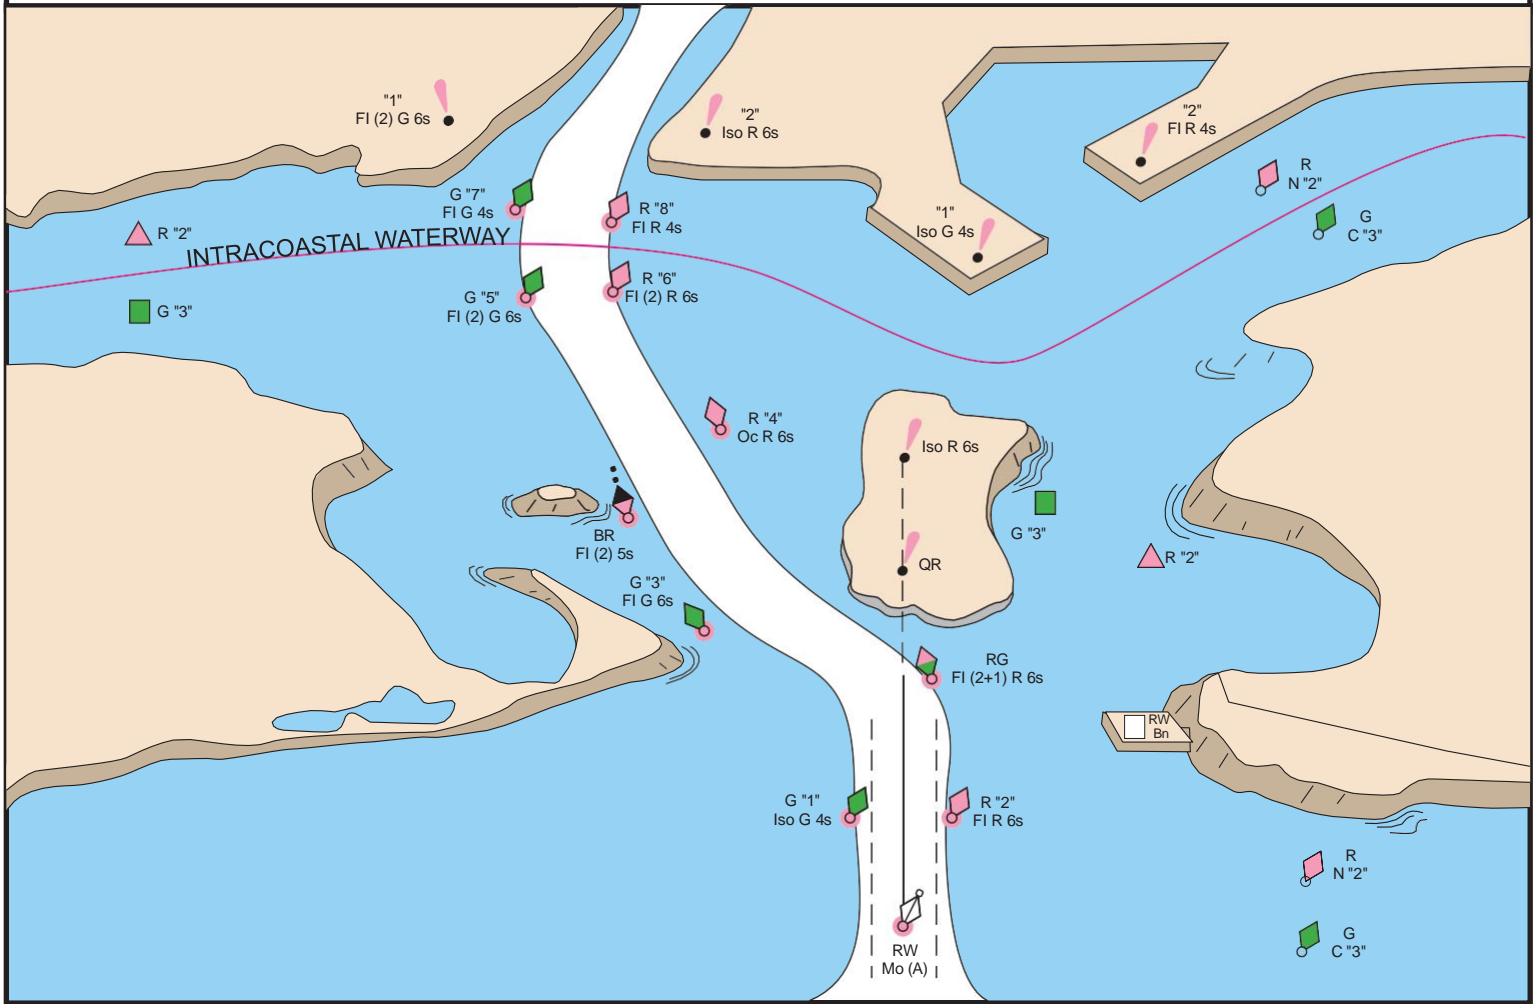 "1"
Fl (2) G 6s
"2"
Iso R 6s
"2"
Fl R 4s
R
N "2"
G "7"
Fl G 4s
R "8"
Fl R 4s
"1"
Iso G 4s
G
C "3"
R "2"
INTRACOASTAL WATERWAY
G "5"
Fl (2) G 6s
R "6"
Fl (2) R 6s
G "3"
R "4"
Oc R 6s
Iso R 6s
BR
Fl (2) 5s
G "3"
R "2"
QR
G "3"
Fl G 6s
RG
Fl (2+1) R 6s
RW
Bn
G "1"
Iso G 4s
R "2"
Fl R 6s
R
N "2"
G
C "3"
RW
Mo (A)